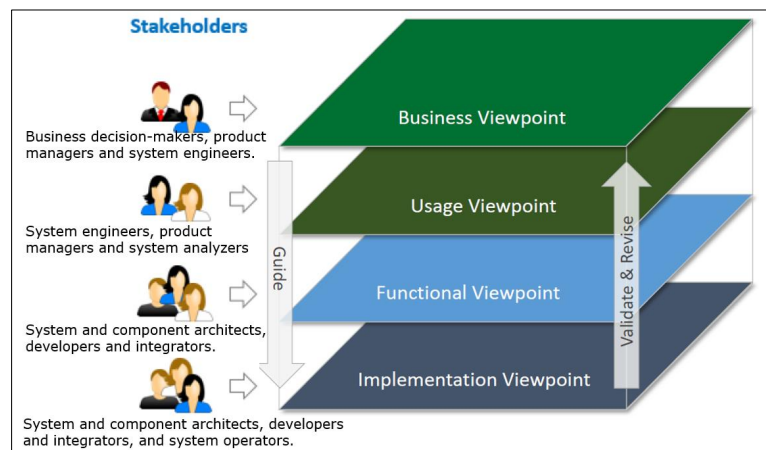 Stakeholders
Business decision-makers, product
managers and system engineers.
Business Viewpoint
System engineers, product
managers and system analyzers
Usage Viewpoint
System and component architects,
developers and integrators.
Functional Viewpoint
System and component architects, developers
and integrators, and system operators.
Implementation Viewpoint
Guide
Validate & Revise